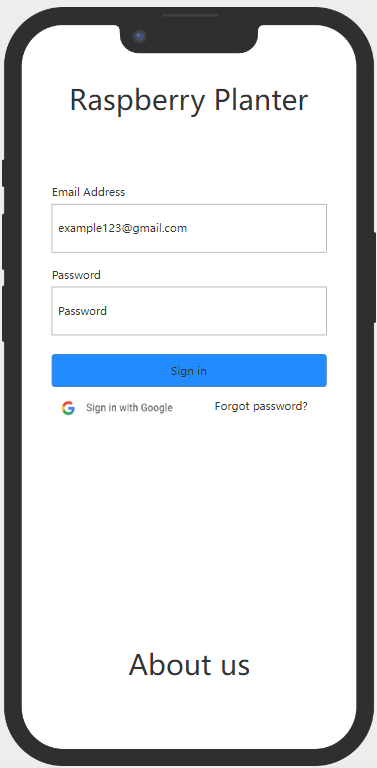 Raspberry Planter
Email Address
example123@gmail.com
Password
Password
Sign in
Sign in with Google
Forgot password?
About us